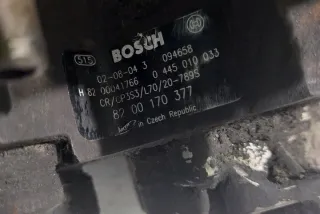 BOSCH
STS
02-08-04 3 094658
H 82 00041766 0 445 010 033
CR/CP3S3/L70/20-789S
82 00 170 377
in Czech Republic